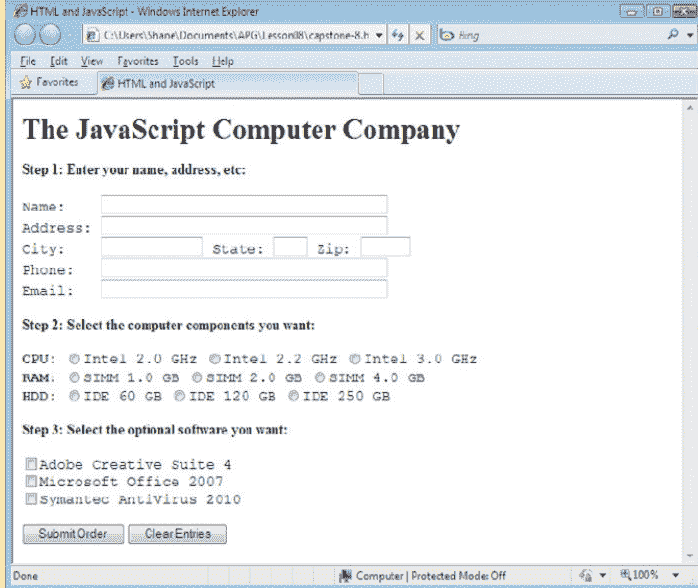 HTML and JavaScript - Windows Internet Explorer
C:\Users\Shane\Documents\APG\Lesson08\capstone-8.h
Bing
File Edit View Favorites Tools Help
Favorites HTML and JavaScript
The JavaScript Computer Company
Step 1: Enter your name, address, etc:
Name:
Address:
City: State: Zip:
Phone:
Email:
Step 2: Select the computer components you want:
CPU: Intel 2.0 GHz Intel 2.2 GHz Intel 3.0 GHz
RAM: SIMM 1.0 GB SIMM 2.0 GB SIMM 4.0 GB
HDD: IDE 60 GB IDE 120 GB IDE 250 GB
Step 3: Select the optional software you want:
Adobe Creative Suite 4
Microsoft Office 2007
Symantec AntiVirus 2010
Submit Order Clear Entries
Done Computer | Protected Mode: Off 100%